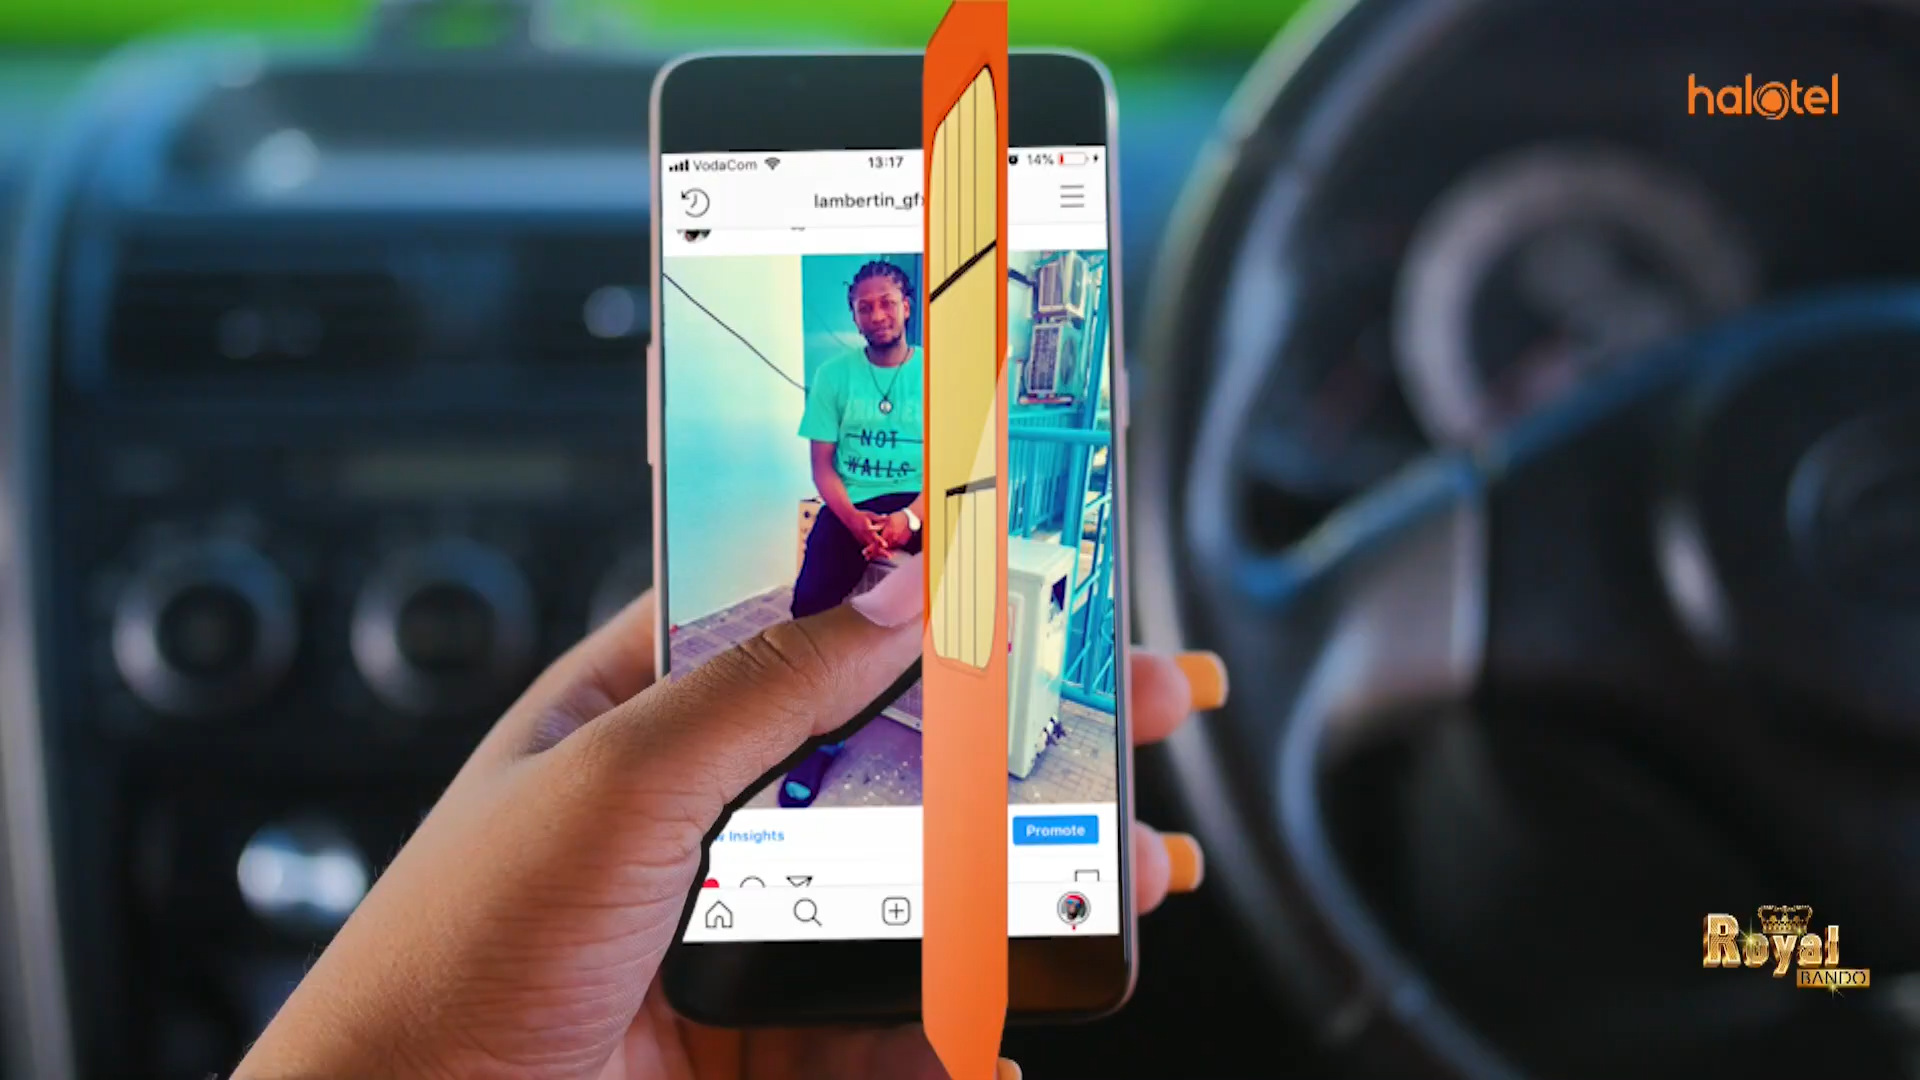 halotel
VodaCom
13:17
14%
lambertin_gf
NOT
WALLS
Insights
Promote
Royal
BANDO